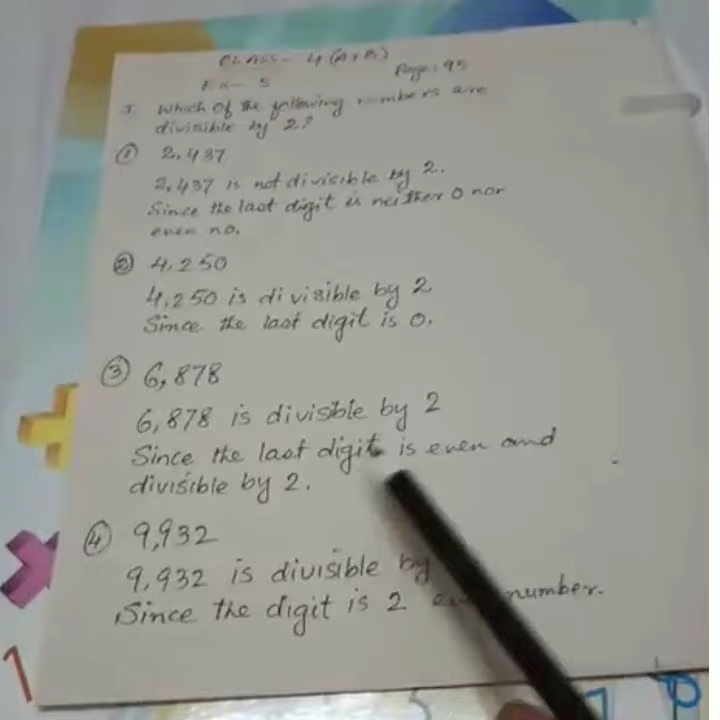 CLASS - 4 (A+B)
Ex - 5 Page: 95
I. Which of the following numbers are
divisible by 2?
① 2,437
2,437 is not divisible by 2.
Since the last digit is neither 0 nor
even no.
② 4,250
4,250 is divisible by 2
Since the last digit is 0.
③ 6,878
6,878 is divisible by 2
Since the last digit is even and
divisible by 2.
④ 9,932
9,932 is divisible by
Since the digit is 2 number.
1